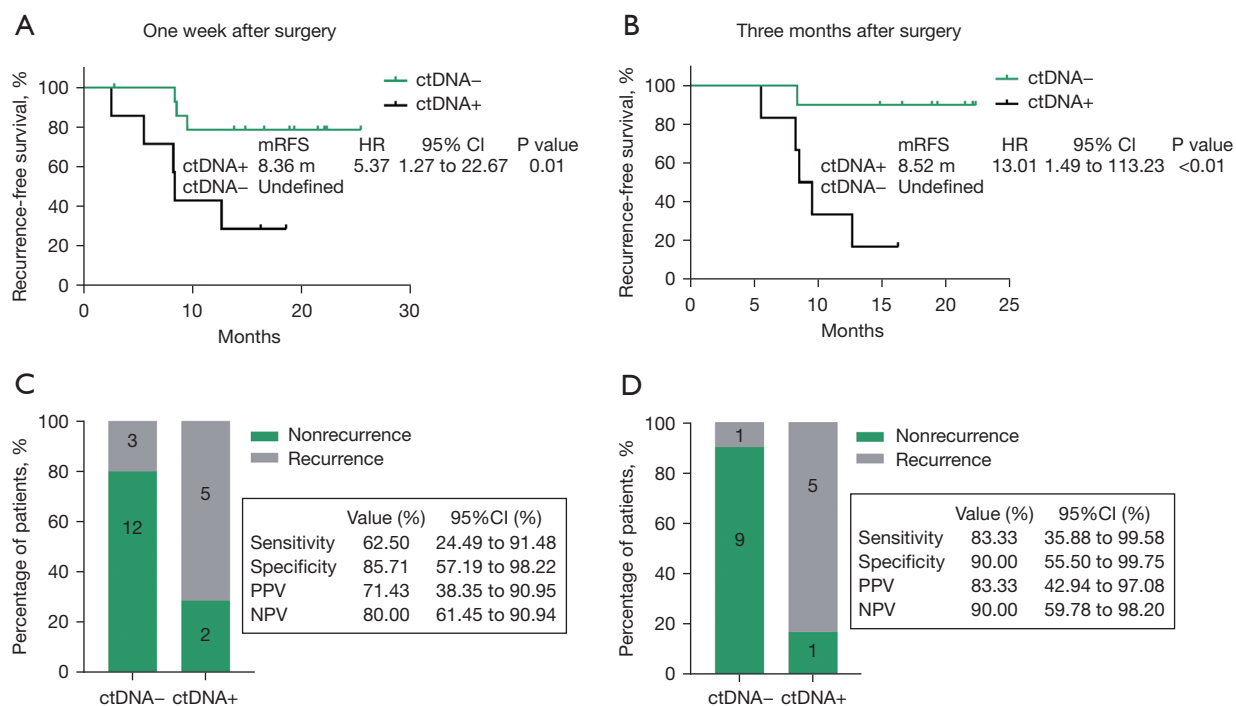 A
One week after surgery
Recurrence-free survival, %
100
80
60
40
20
0
0 10 20 30
Months
ctDNA−
ctDNA+
mRFS HR 95% CI P value
ctDNA+ 8.36 m 5.37 1.27 to 22.67 0.01
ctDNA− Undefined
B
Three months after surgery
Recurrence-free survival, %
100
80
60
40
20
0
0 5 10 15 20 25
Months
ctDNA−
ctDNA+
mRFS HR 95% CI P value
ctDNA+ 8.52 m 13.01 1.49 to 113.23 <0.01
ctDNA− Undefined
C
Percentage of patients, %
100
80
60
40
20
0
3
12
5
2
ctDNA− ctDNA+
Nonrecurrence
Recurrence
Value (%) 95%CI (%)
Sensitivity 62.50 24.49 to 91.48
Specificity 85.71 57.19 to 98.22
PPV 71.43 38.35 to 90.95
NPV 80.00 61.45 to 90.94
D
Percentage of patients, %
100
80
60
40
20
0
1
9
5
1
ctDNA− ctDNA+
Nonrecurrence
Recurrence
Value (%) 95%CI (%)
Sensitivity 83.33 35.88 to 99.58
Specificity 90.00 55.50 to 99.75
PPV 83.33 42.94 to 97.08
NPV 90.00 59.78 to 98.20